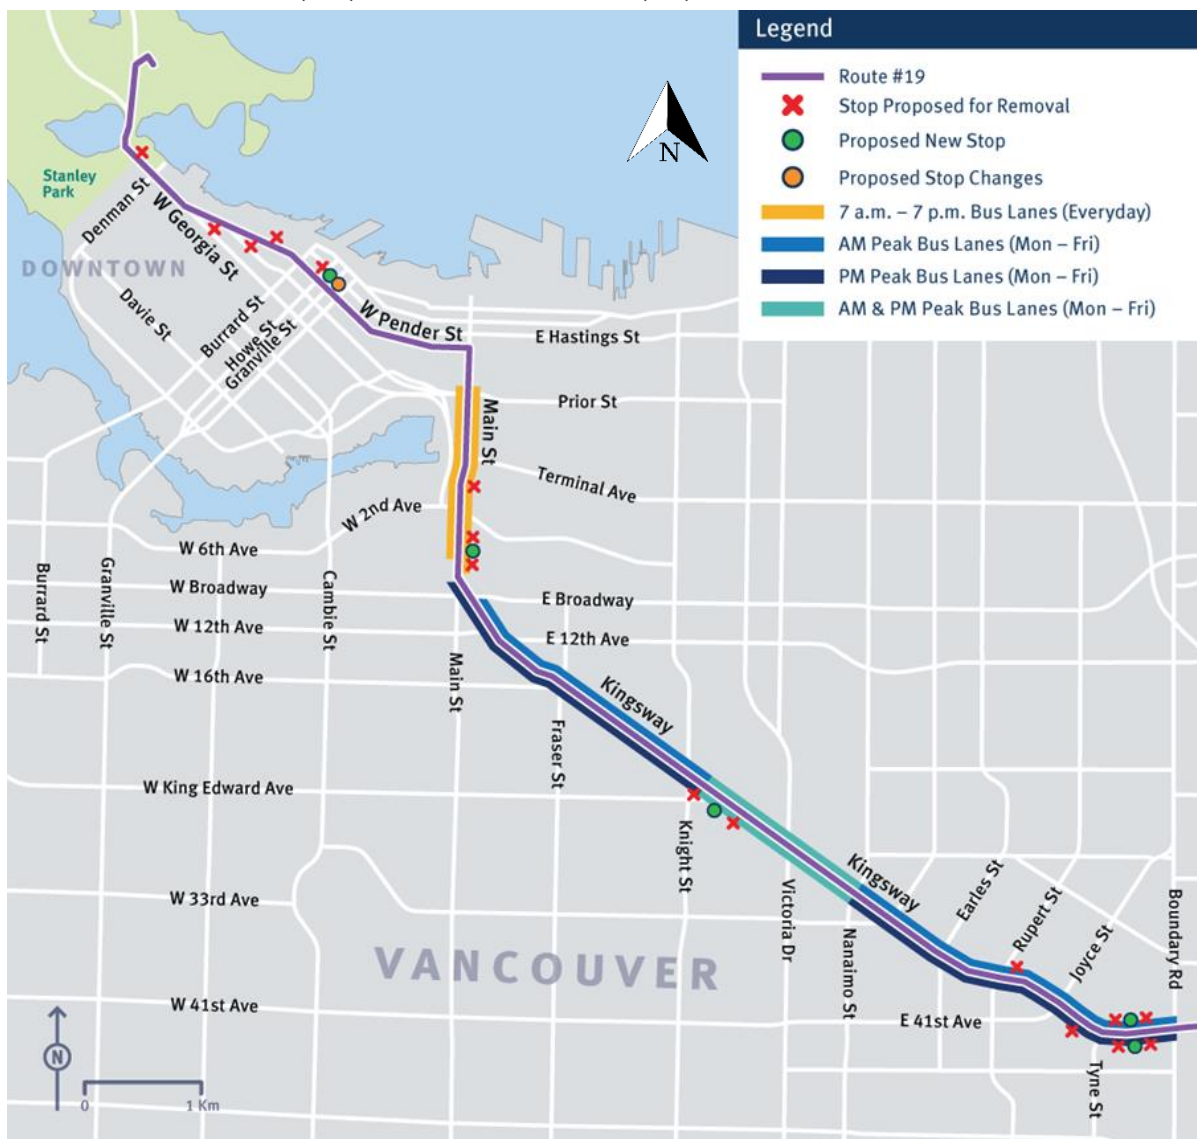 Legend
Route #19
Stop Proposed for Removal
Proposed New Stop
Proposed Stop Changes
7 a.m. – 7 p.m. Bus Lanes (Everyday)
AM Peak Bus Lanes (Mon – Fri)
PM Peak Bus Lanes (Mon – Fri)
AM & PM Peak Bus Lanes (Mon – Fri)
N
Stanley
Park
Denman St
W Georgia St
DOWNTOWN
Davie St
Burrard St
Howe St
Granville St
W Pender St
E Hastings St
Main St
Prior St
Terminal Ave
W 2nd Ave
W 6th Ave
W Broadway
E Broadway
W 12th Ave
E 12th Ave
W 16th Ave
Burrard St
Granville St
Cambie St
Main St
Fraser St
Kingsway
W King Edward Ave
Knight St
Kingsway
Victoria Dr
Nanaimo St
Earles St
Rupert St
Joyce St
Boundary Rd
W 33rd Ave
VANCOUVER
W 41st Ave
E 41st Ave
Tyne St
N
0 1 Km